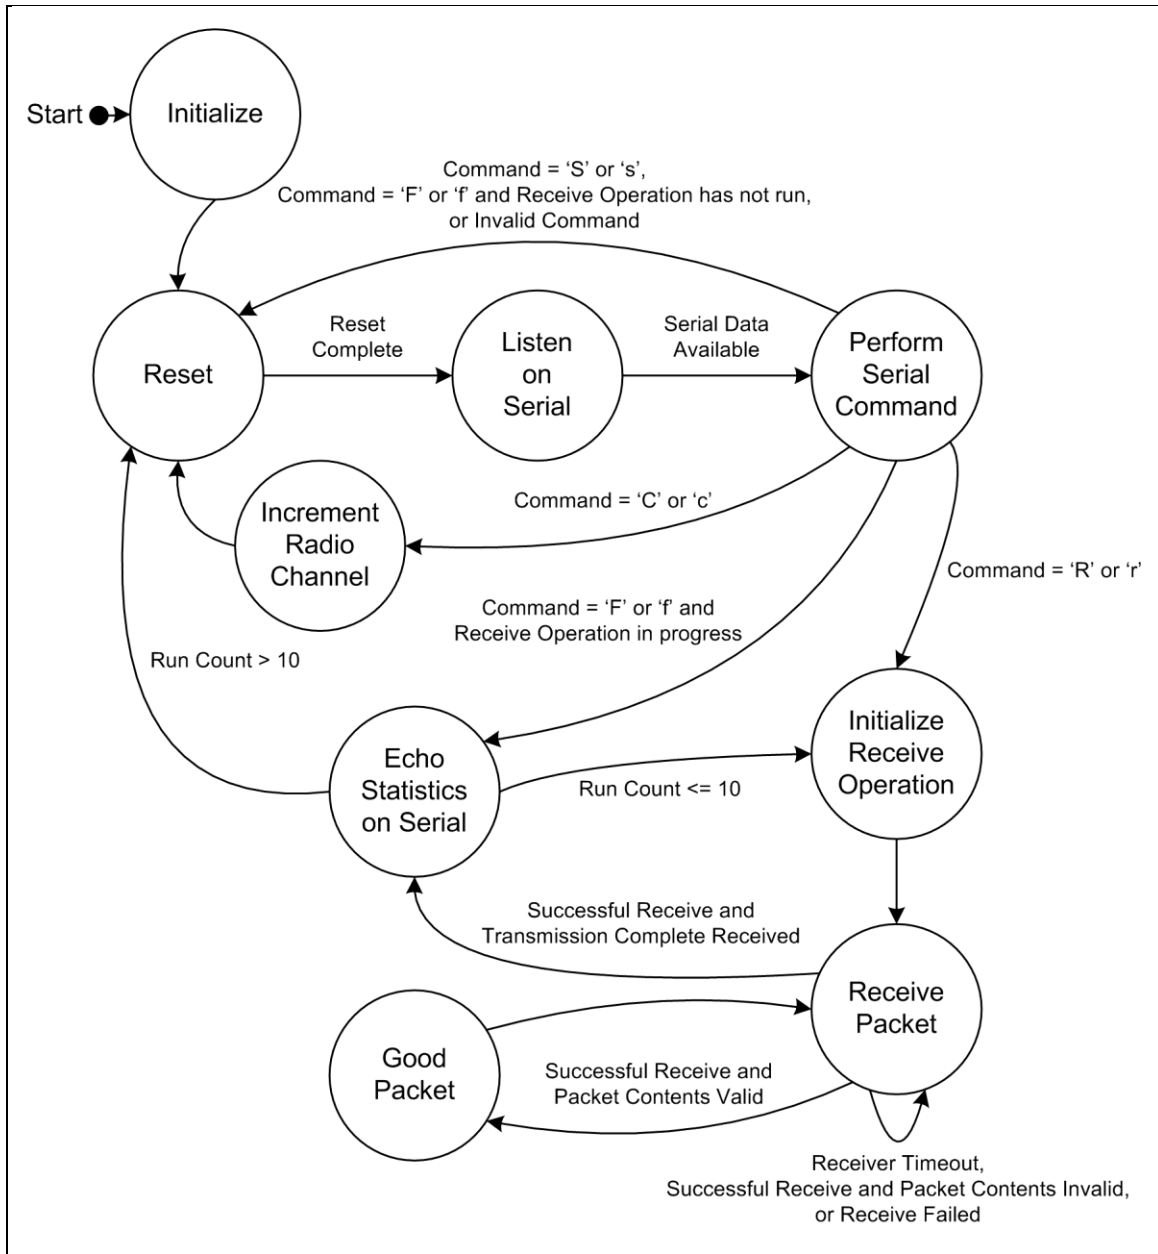 Start
Initialize
Command = ‘S’ or ‘s’,
Command = ‘F’ or ‘f’ and Receive Operation has not run,
or Invalid Command
Reset
Reset
Complete
Listen
on
Serial
Serial Data
Available
Perform
Serial
Command
Increment
Radio
Channel
Command = ‘C’ or ‘c’
Command = ‘R’ or ‘r’
Command = ‘F’ or ‘f’ and
Receive Operation in progress
Run Count > 10
Echo
Statistics
on Serial
Run Count <= 10
Initialize
Receive
Operation
Successful Receive and
Transmission Complete Received
Receive
Packet
Good
Packet
Successful Receive and
Packet Contents Valid
Receiver Timeout,
Successful Receive and Packet Contents Invalid,
or Receive Failed